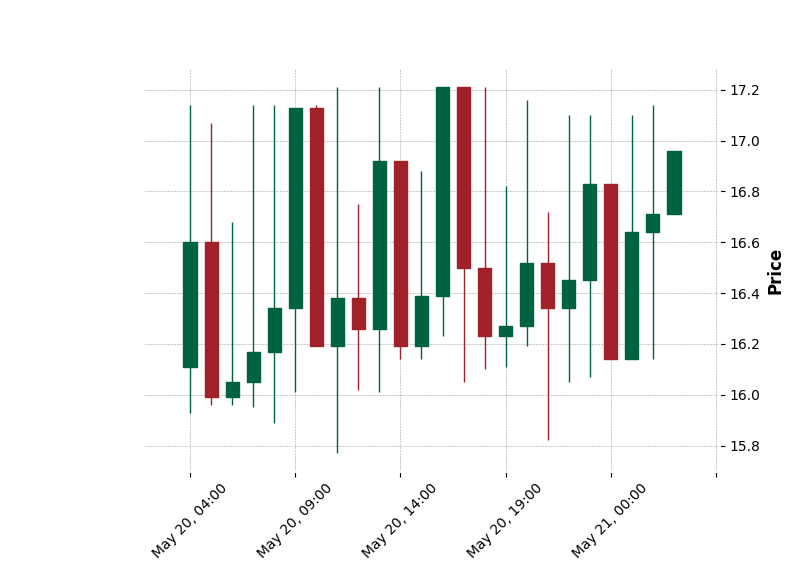 17.2
17.0
16.8
16.6
16.4
16.2
16.0
15.8
Price
May 20, 04:00
May 20, 09:00
May 20, 14:00
May 20, 19:00
May 21, 00:00